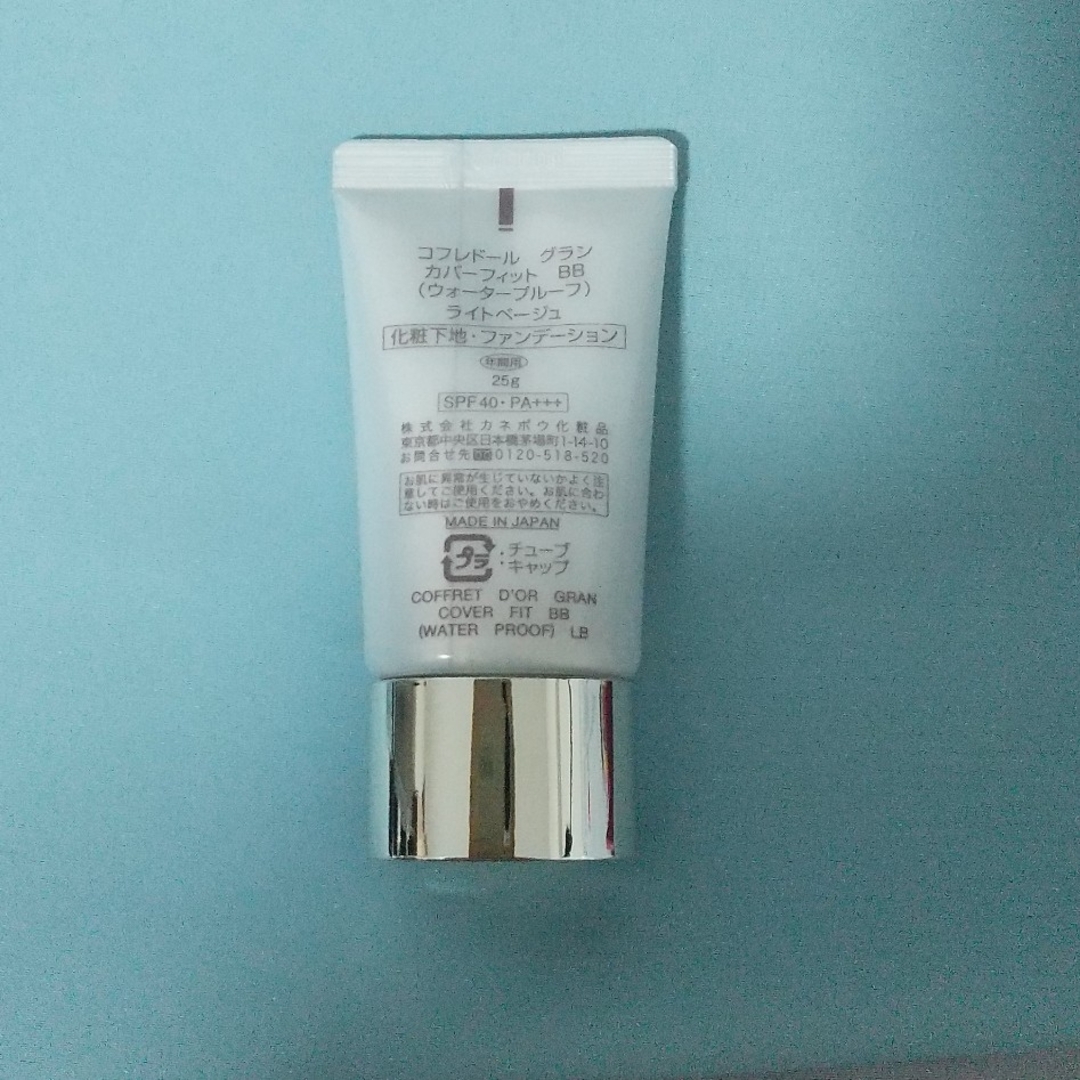 コフレドール グラン
カバーフィット BB
(ウォータープルーフ)
ライトベージュ
化粧下地・ファンデーション
年間用
25g
SPF40・PA+++
株式会社カネボウ化粧品
東京都中央区日本橋茅場町1-14-10
お問合せ先 0120-518-520
お肌に異常が生じていないかよく注
意してご使用ください。お肌に合わ
ない時はご使用をおやめください。
MADE IN JAPAN
プラ ・チューブ
・キャップ
COFFRET D'OR GRAN
COVER FIT BB
(WATER PROOF) LB